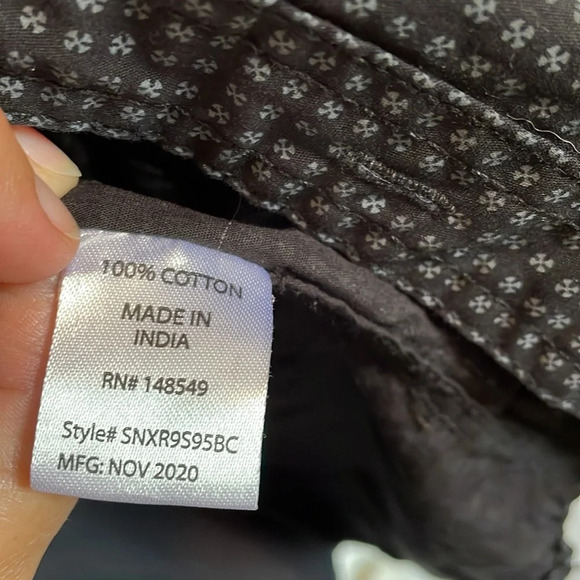 100% COTTON
MADE IN
INDIA
RN# 148549
Style# SNXR9S95BC
MFG: NOV 2020